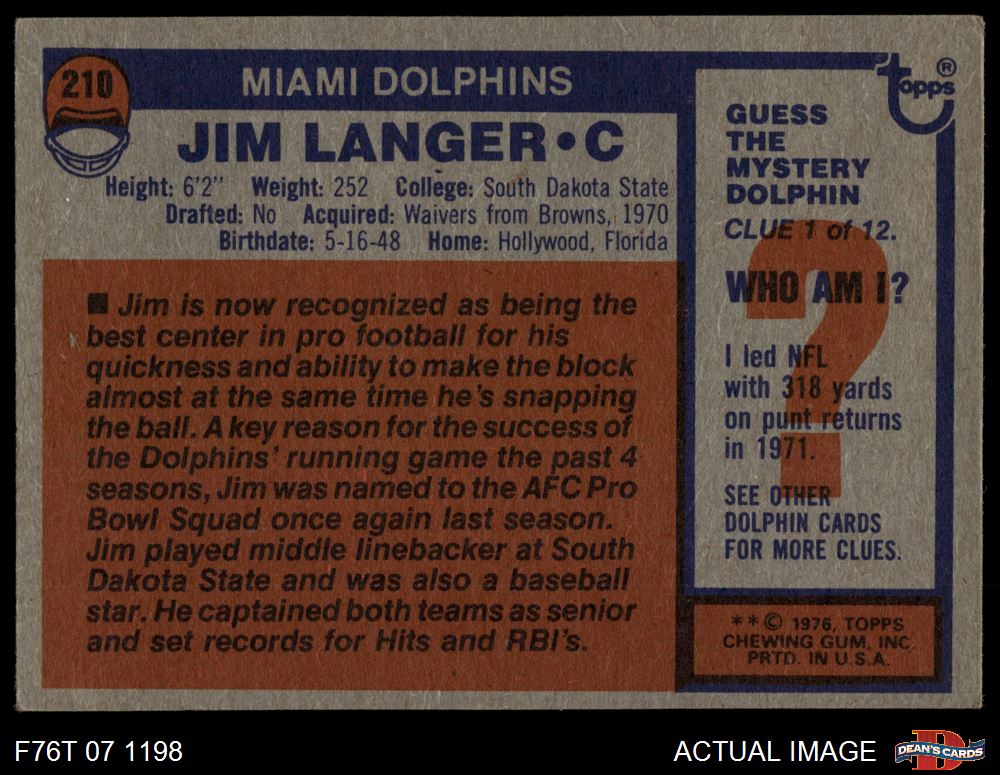 210
MIAMI DOLPHINS
JIM LANGER•C
Height: 6'2" Weight: 252 College: South Dakota State
Drafted: No Acquired: Waivers from Browns, 1970
Birthdate: 5-16-48 Home: Hollywood, Florida
■ Jim is now recognized as being the
best center in pro football for his
quickness and ability to make the block
almost at the same time he's snapping
the ball. A key reason for the success of
the Dolphins' running game the past 4
seasons, Jim was named to the AFC Pro
Bowl Squad once again last season.
Jim played middle linebacker at South
Dakota State and was also a baseball
star. He captained both teams as senior
and set records for Hits and RBI's.
Topps®
GUESS
THE
MYSTERY
DOLPHIN
CLUE 1 of 12.
?
WHO AM I?
I led NFL
with 318 yards
on punt returns
in 1971.
SEE OTHER
DOLPHIN CARDS
FOR MORE CLUES.
**© 1976, TOPPS
CHEWING GUM, INC.
PRTD. IN U.S.A.
F76T 07 1198
ACTUAL IMAGE
DEAN'S CARDS